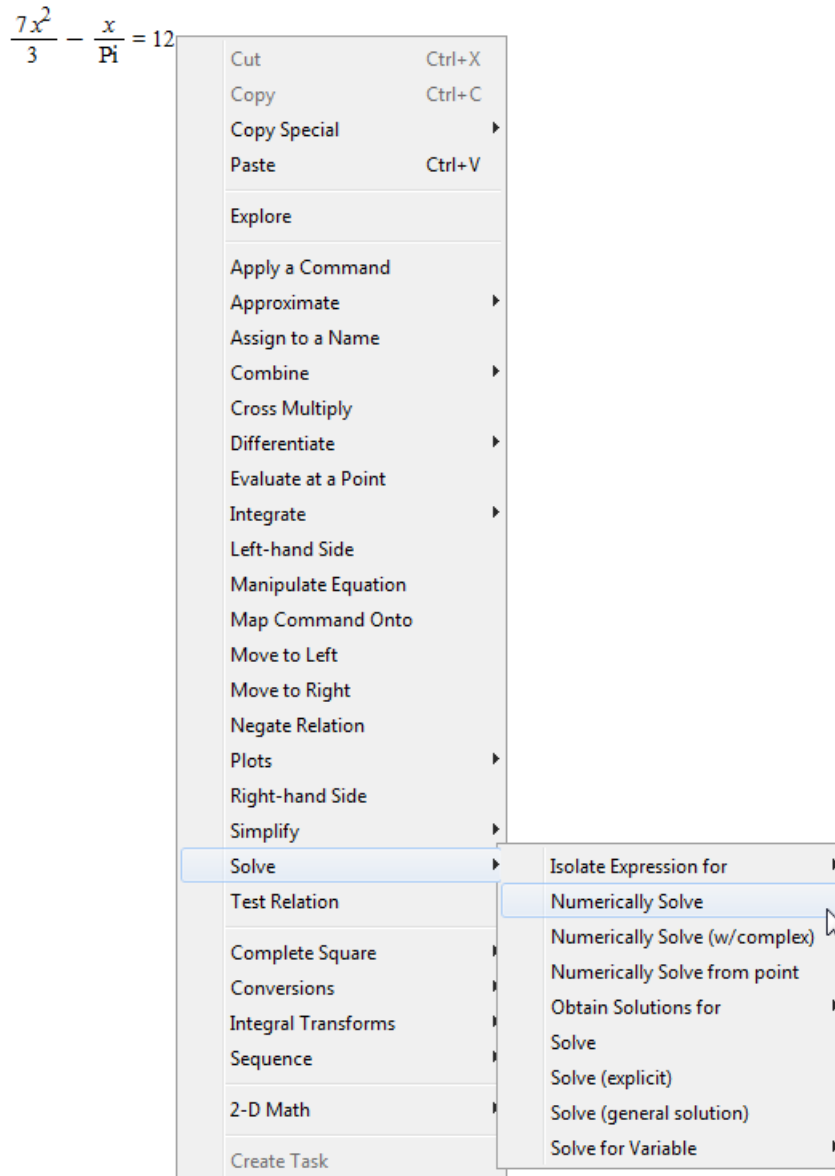 7x² / 3 − x / Pi = 12
Cut Ctrl+X
Copy Ctrl+C
Copy Special
Paste Ctrl+V
Explore
Apply a Command
Approximate
Assign to a Name
Combine
Cross Multiply
Differentiate
Evaluate at a Point
Integrate
Left-hand Side
Manipulate Equation
Map Command Onto
Move to Left
Move to Right
Negate Relation
Plots
Right-hand Side
Simplify
Solve
Test Relation
Complete Square
Conversions
Integral Transforms
Sequence
2-D Math
Create Task
Isolate Expression for
Numerically Solve
Numerically Solve (w/complex)
Numerically Solve from point
Obtain Solutions for
Solve
Solve (explicit)
Solve (general solution)
Solve for Variable